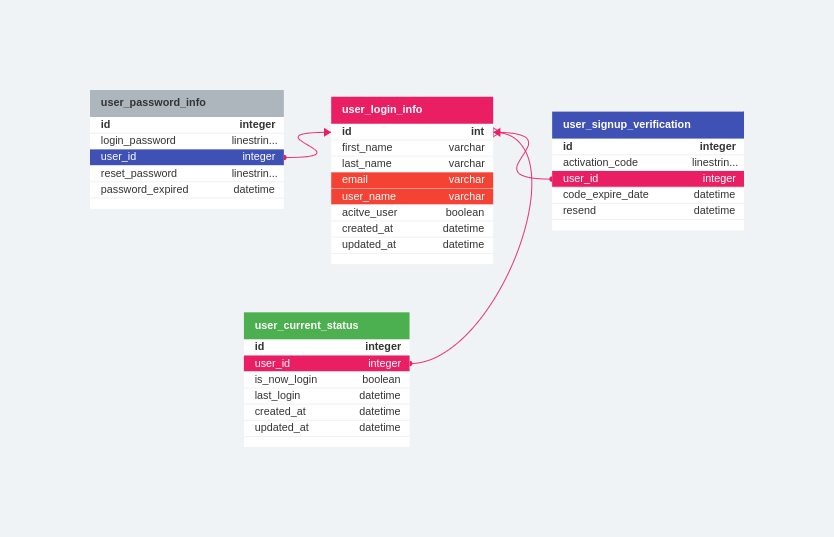 user_password_info
id integer
login_password linestrin...
user_id integer
reset_password linestrin...
password_expired datetime
user_login_info
id int
first_name varchar
last_name varchar
email varchar
user_name varchar
acitve_user boolean
created_at datetime
updated_at datetime
user_signup_verification
id integer
activation_code linestrin...
user_id integer
code_expire_date datetime
resend datetime
user_current_status
id integer
user_id integer
is_now_login boolean
last_login datetime
created_at datetime
updated_at datetime